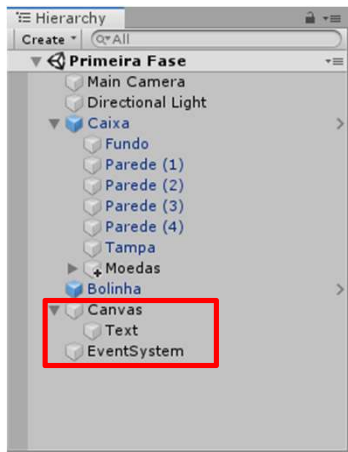 Hierarchy
Create All
Primeira Fase
Main Camera
Directional Light
Caixa
Fundo
Parede (1)
Parede (2)
Parede (3)
Parede (4)
Tampa
Moedas
Bolinha
Canvas
Text
EventSystem